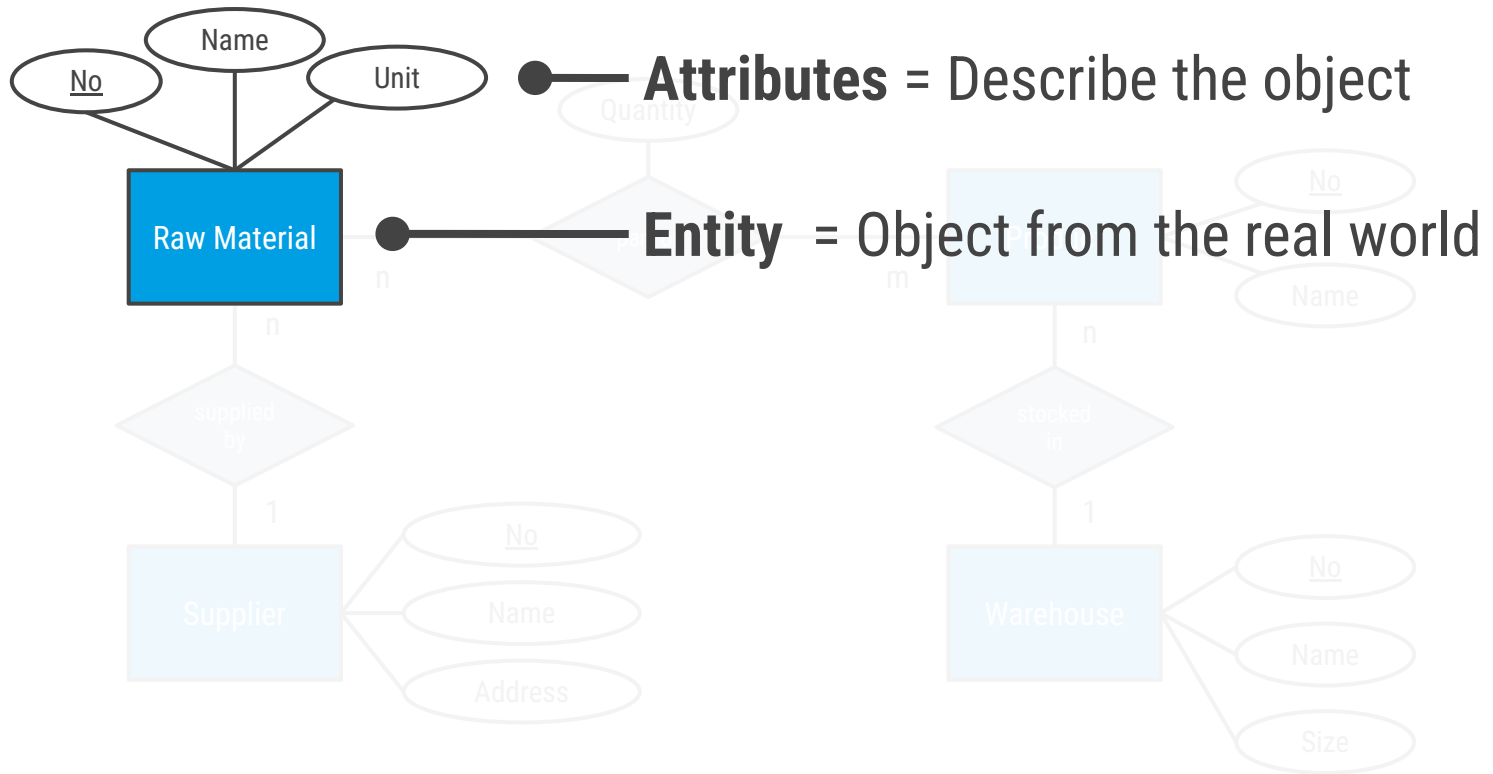 Name
No
Unit
Attributes = Describe the object
Quantity
No
Raw Material
Entity = Object from the real world
n
m
Name
n
n
supplied
by
stocked
in
1
1
No
No
Supplier
Name
Warehouse
Name
Address
Size